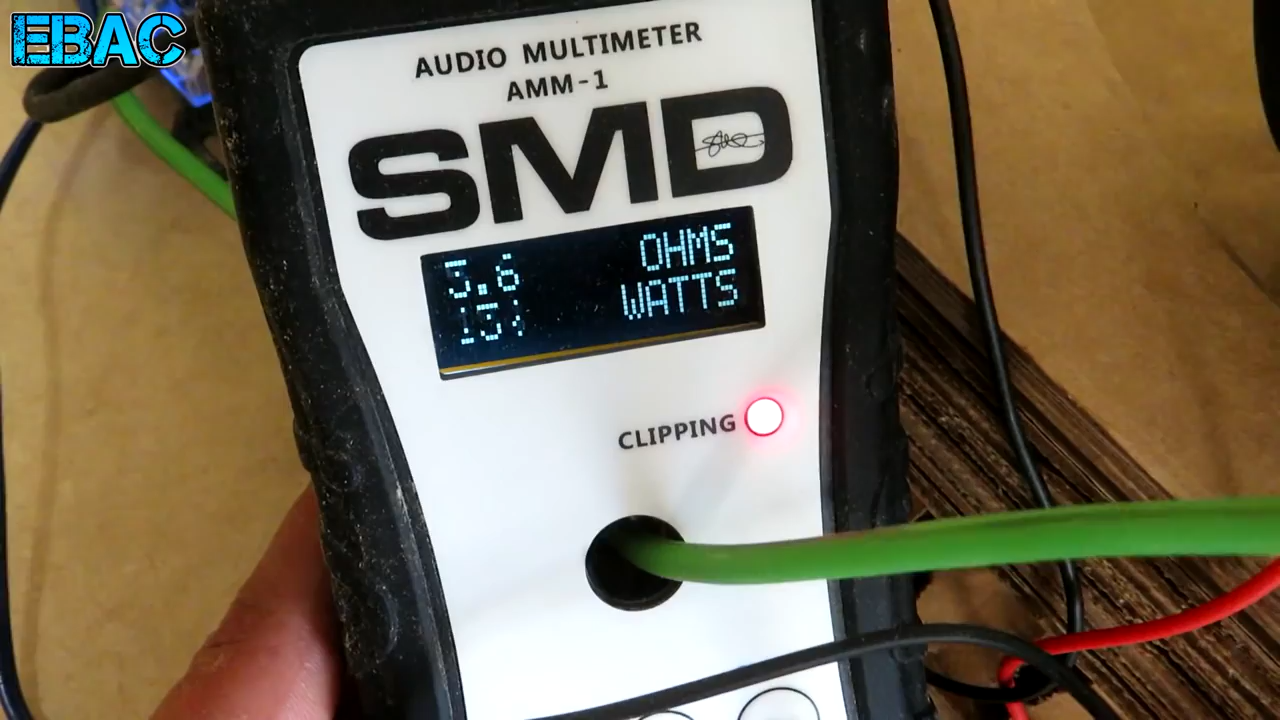 EBAC
AUDIO MULTIMETER
AMM-1
SMD
5.6 OHMS
WATTS
CLIPPING